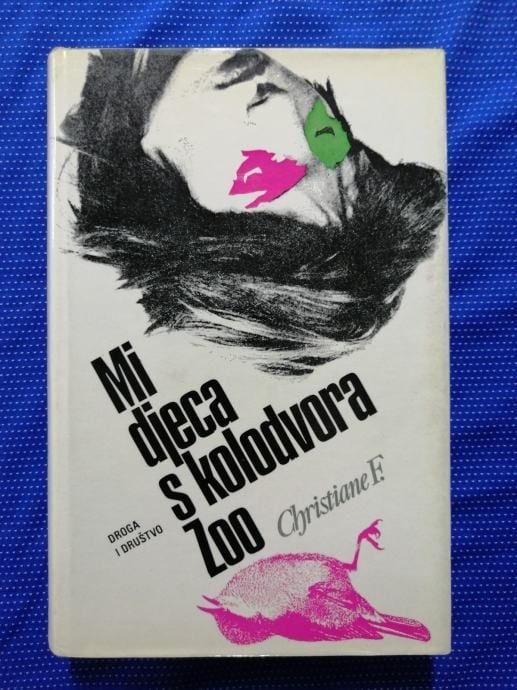 Mi
djeca
s kolodvora
Zoo
Christiane F.
DROGA
I DRUŠTVO